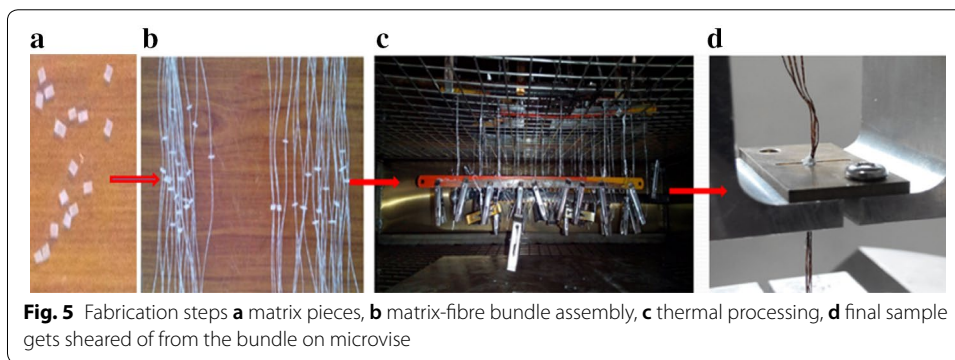 a b c d
Fig. 5 Fabrication steps a matrix pieces, b matrix-fibre bundle assembly, c thermal processing, d final sample
gets sheared of from the bundle on microvise